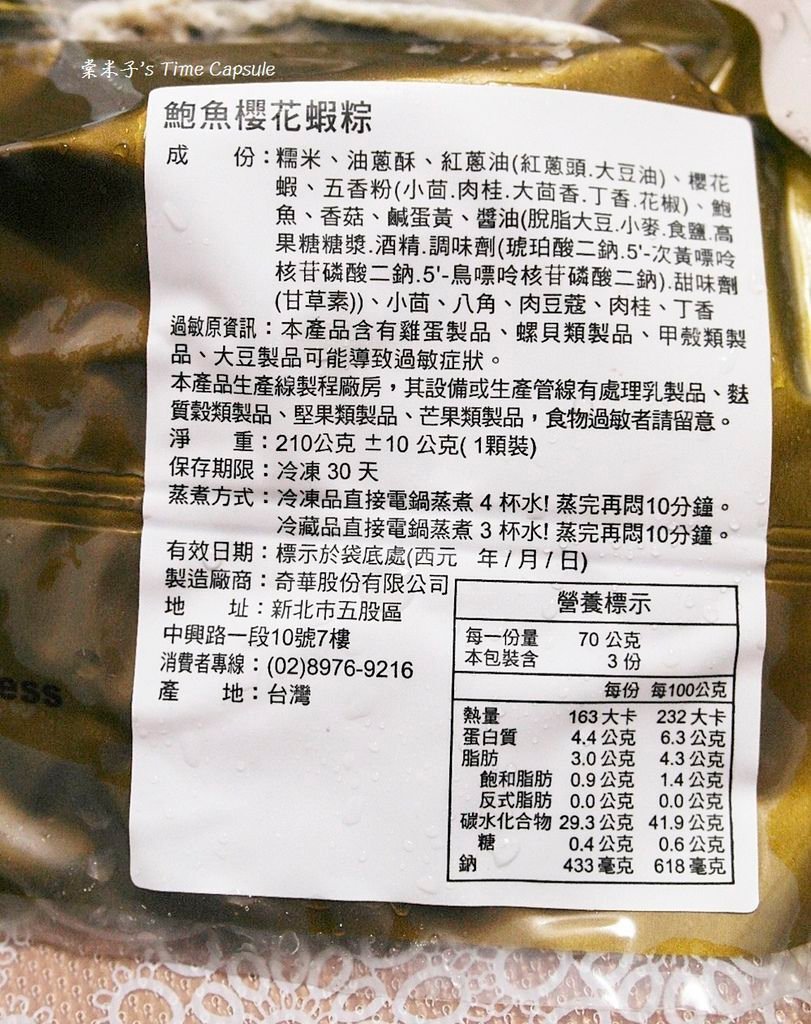 棠米子's Time Capsule
鮑魚櫻花蝦粽
成 份：糯米、油蔥酥、紅蔥油(紅蔥頭.大豆油)、櫻花
蝦、五香粉(小茴.肉桂.大茴香.丁香.花椒)、鮑
魚、香菇、鹹蛋黃、醬油(脫脂大豆.小麥.食鹽.高
果糖糖漿.酒精.調味劑(琥珀酸二鈉.5'-次黃嘌呤
核苷磷酸二鈉.5'-鳥嘌呤核苷磷酸二鈉).甜味劑
(甘草素))、小茴、八角、肉豆蔻、肉桂、丁香
過敏原資訊：本產品含有雞蛋製品、螺貝類製品、甲殼類製
品、大豆製品可能導致過敏症狀。
本產品生產線製程廠房，其設備或生產管線有處理乳製品、麩
質穀類製品、堅果類製品、芒果類製品，食物過敏者請留意。
淨 重：210公克 ±10 公克( 1顆裝)
保存期限：冷凍 30 天
蒸煮方式：冷凍品直接電鍋蒸煮 4 杯水! 蒸完再悶10分鐘。
冷藏品直接電鍋蒸煮 3 杯水! 蒸完再悶10分鐘。
有效日期：標示於袋底處(西元 年 / 月 / 日)
製造廠商：奇華股份有限公司
地 址：新北市五股區
中興路一段10號7樓
消費者專線：(02)8976-9216
產 地：台灣
營養標示
每一份量 70 公克
本包裝含 3 份
每份 每100公克
熱量 163 大卡 232 大卡
蛋白質 4.4 公克 6.3 公克
脂肪 3.0 公克 4.3 公克
飽和脂肪 0.9 公克 1.4 公克
反式脂肪 0.0 公克 0.0 公克
碳水化合物 29.3 公克 41.9 公克
糖 0.4 公克 0.6 公克
鈉 433 毫克 618 毫克
ess